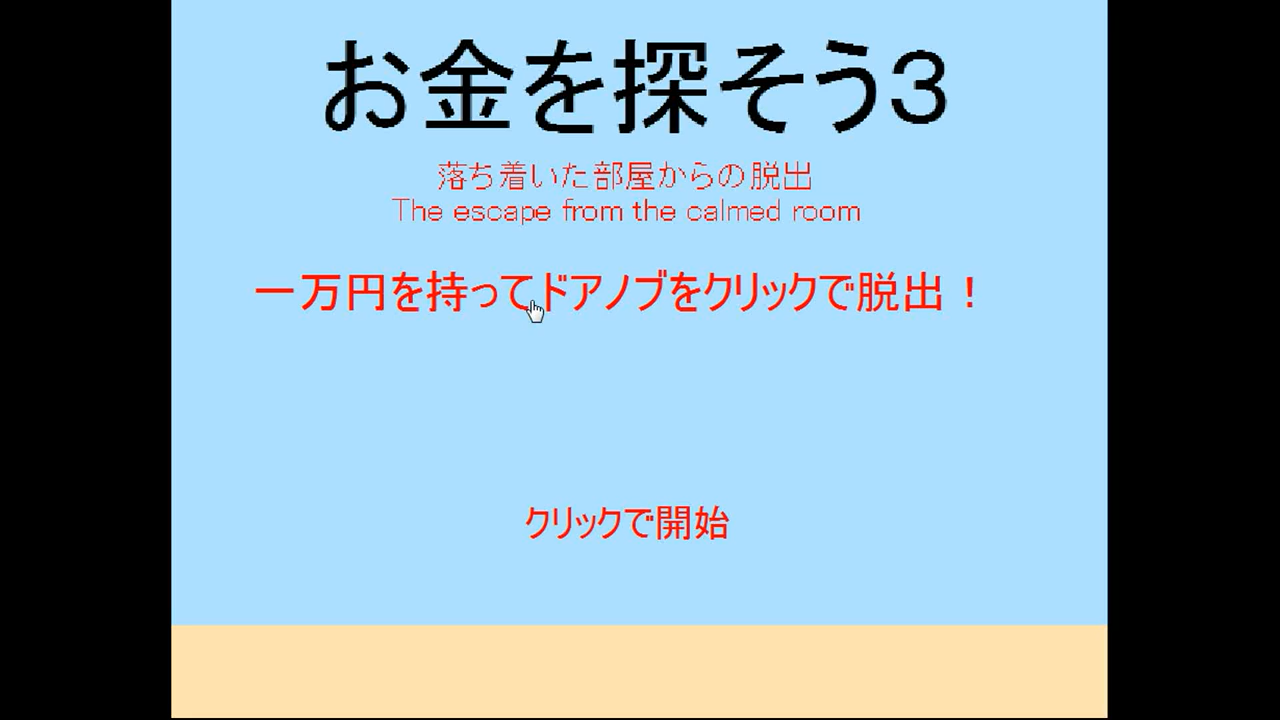 お金を探そう3
落ち着いた部屋からの脱出
The escape from the calmed room
一万円を持ってドアノブをクリックで脱出！
クリックで開始